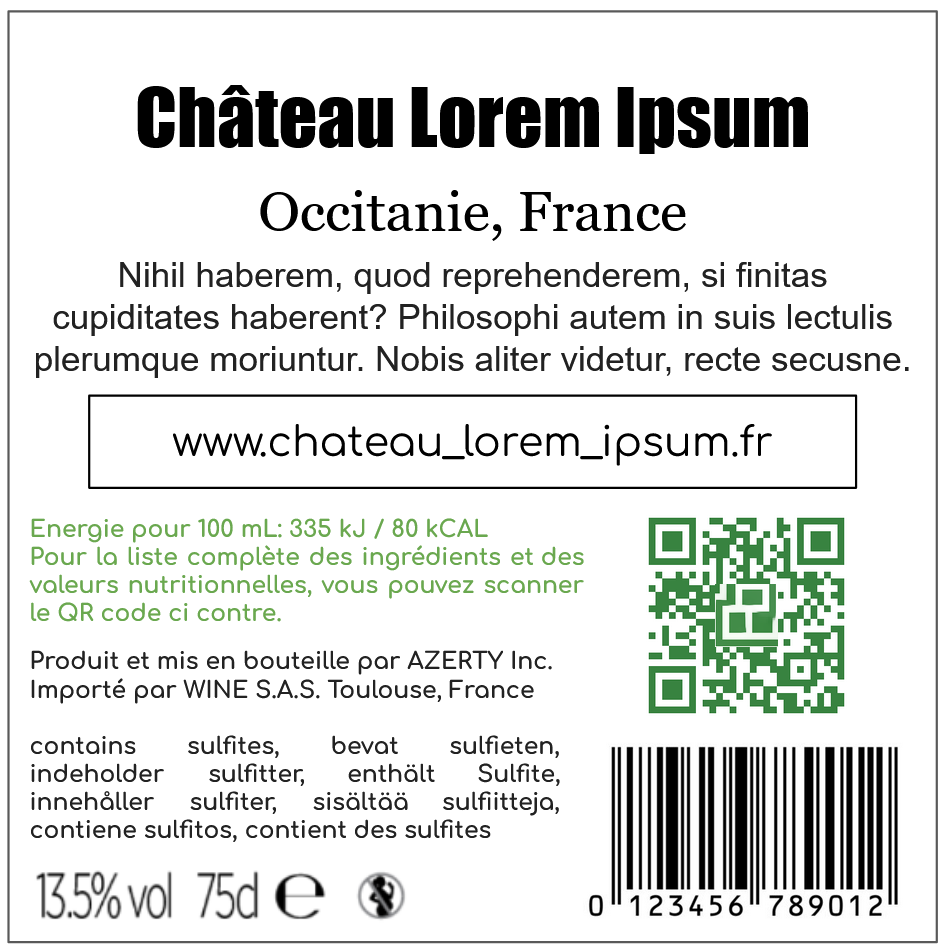 Château Lorem Ipsum
Occitanie, France
Nihil haberem, quod reprehenderem, si finitas
cupiditates haberent? Philosophi autem in suis lectulis
plerumque moriuntur. Nobis aliter videtur, recte secusne.
www.chateau_lorem_ipsum.fr
Energie pour 100 mL: 335 kJ / 80 kCAL
Pour la liste complète des ingrédients et des
valeurs nutritionnelles, vous pouvez scanner
le QR code ci contre.
Produit et mis en bouteille par AZERTY Inc.
Importé par WINE S.A.S. Toulouse, France
contains sulfites, bevat sulfieten,
indeholder sulfitter, enthält Sulfite,
innehåller sulfiter, sisältää sulfiitteja,
contiene sulfitos, contient des sulfites
13.5% vol 75cl ℮
0 123456 789012